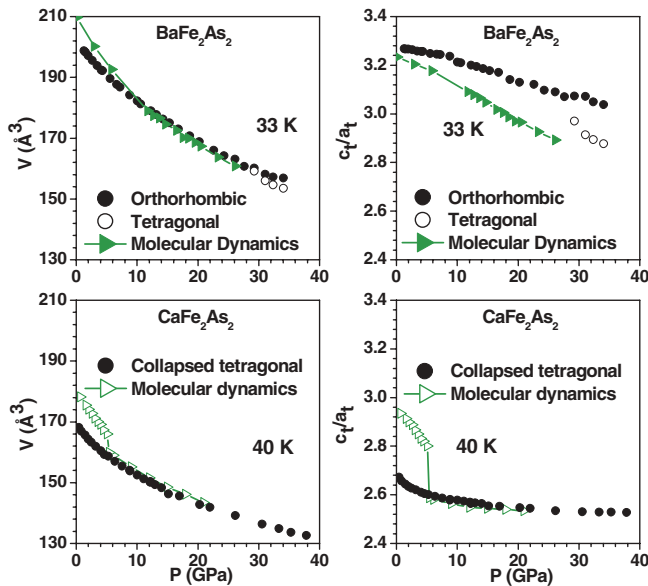 BaFe₂As₂
210
190
170
150
130
V (Å³)
33 K
Orthorhombic
Tetragonal
Molecular Dynamics
0 10 20 30 40
BaFe₂As₂
3.4
3.2
3.0
2.8
2.6
2.4
cₜ/aₜ
33 K
Orthorhombic
Tetragonal
Molecular Dynamics
0 10 20 30 40
CaFe₂As₂
210
190
170
150
130
V (Å³)
Collapsed tetragonal
Molecular dynamics
40 K
0 10 20 30 40
P (GPa)
CaFe₂As₂
3.4
3.2
3.0
2.8
2.6
2.4
cₜ/aₜ
Collapsed tetragonal
Molecular dynamics
40 K
0 10 20 30 40
P (GPa)